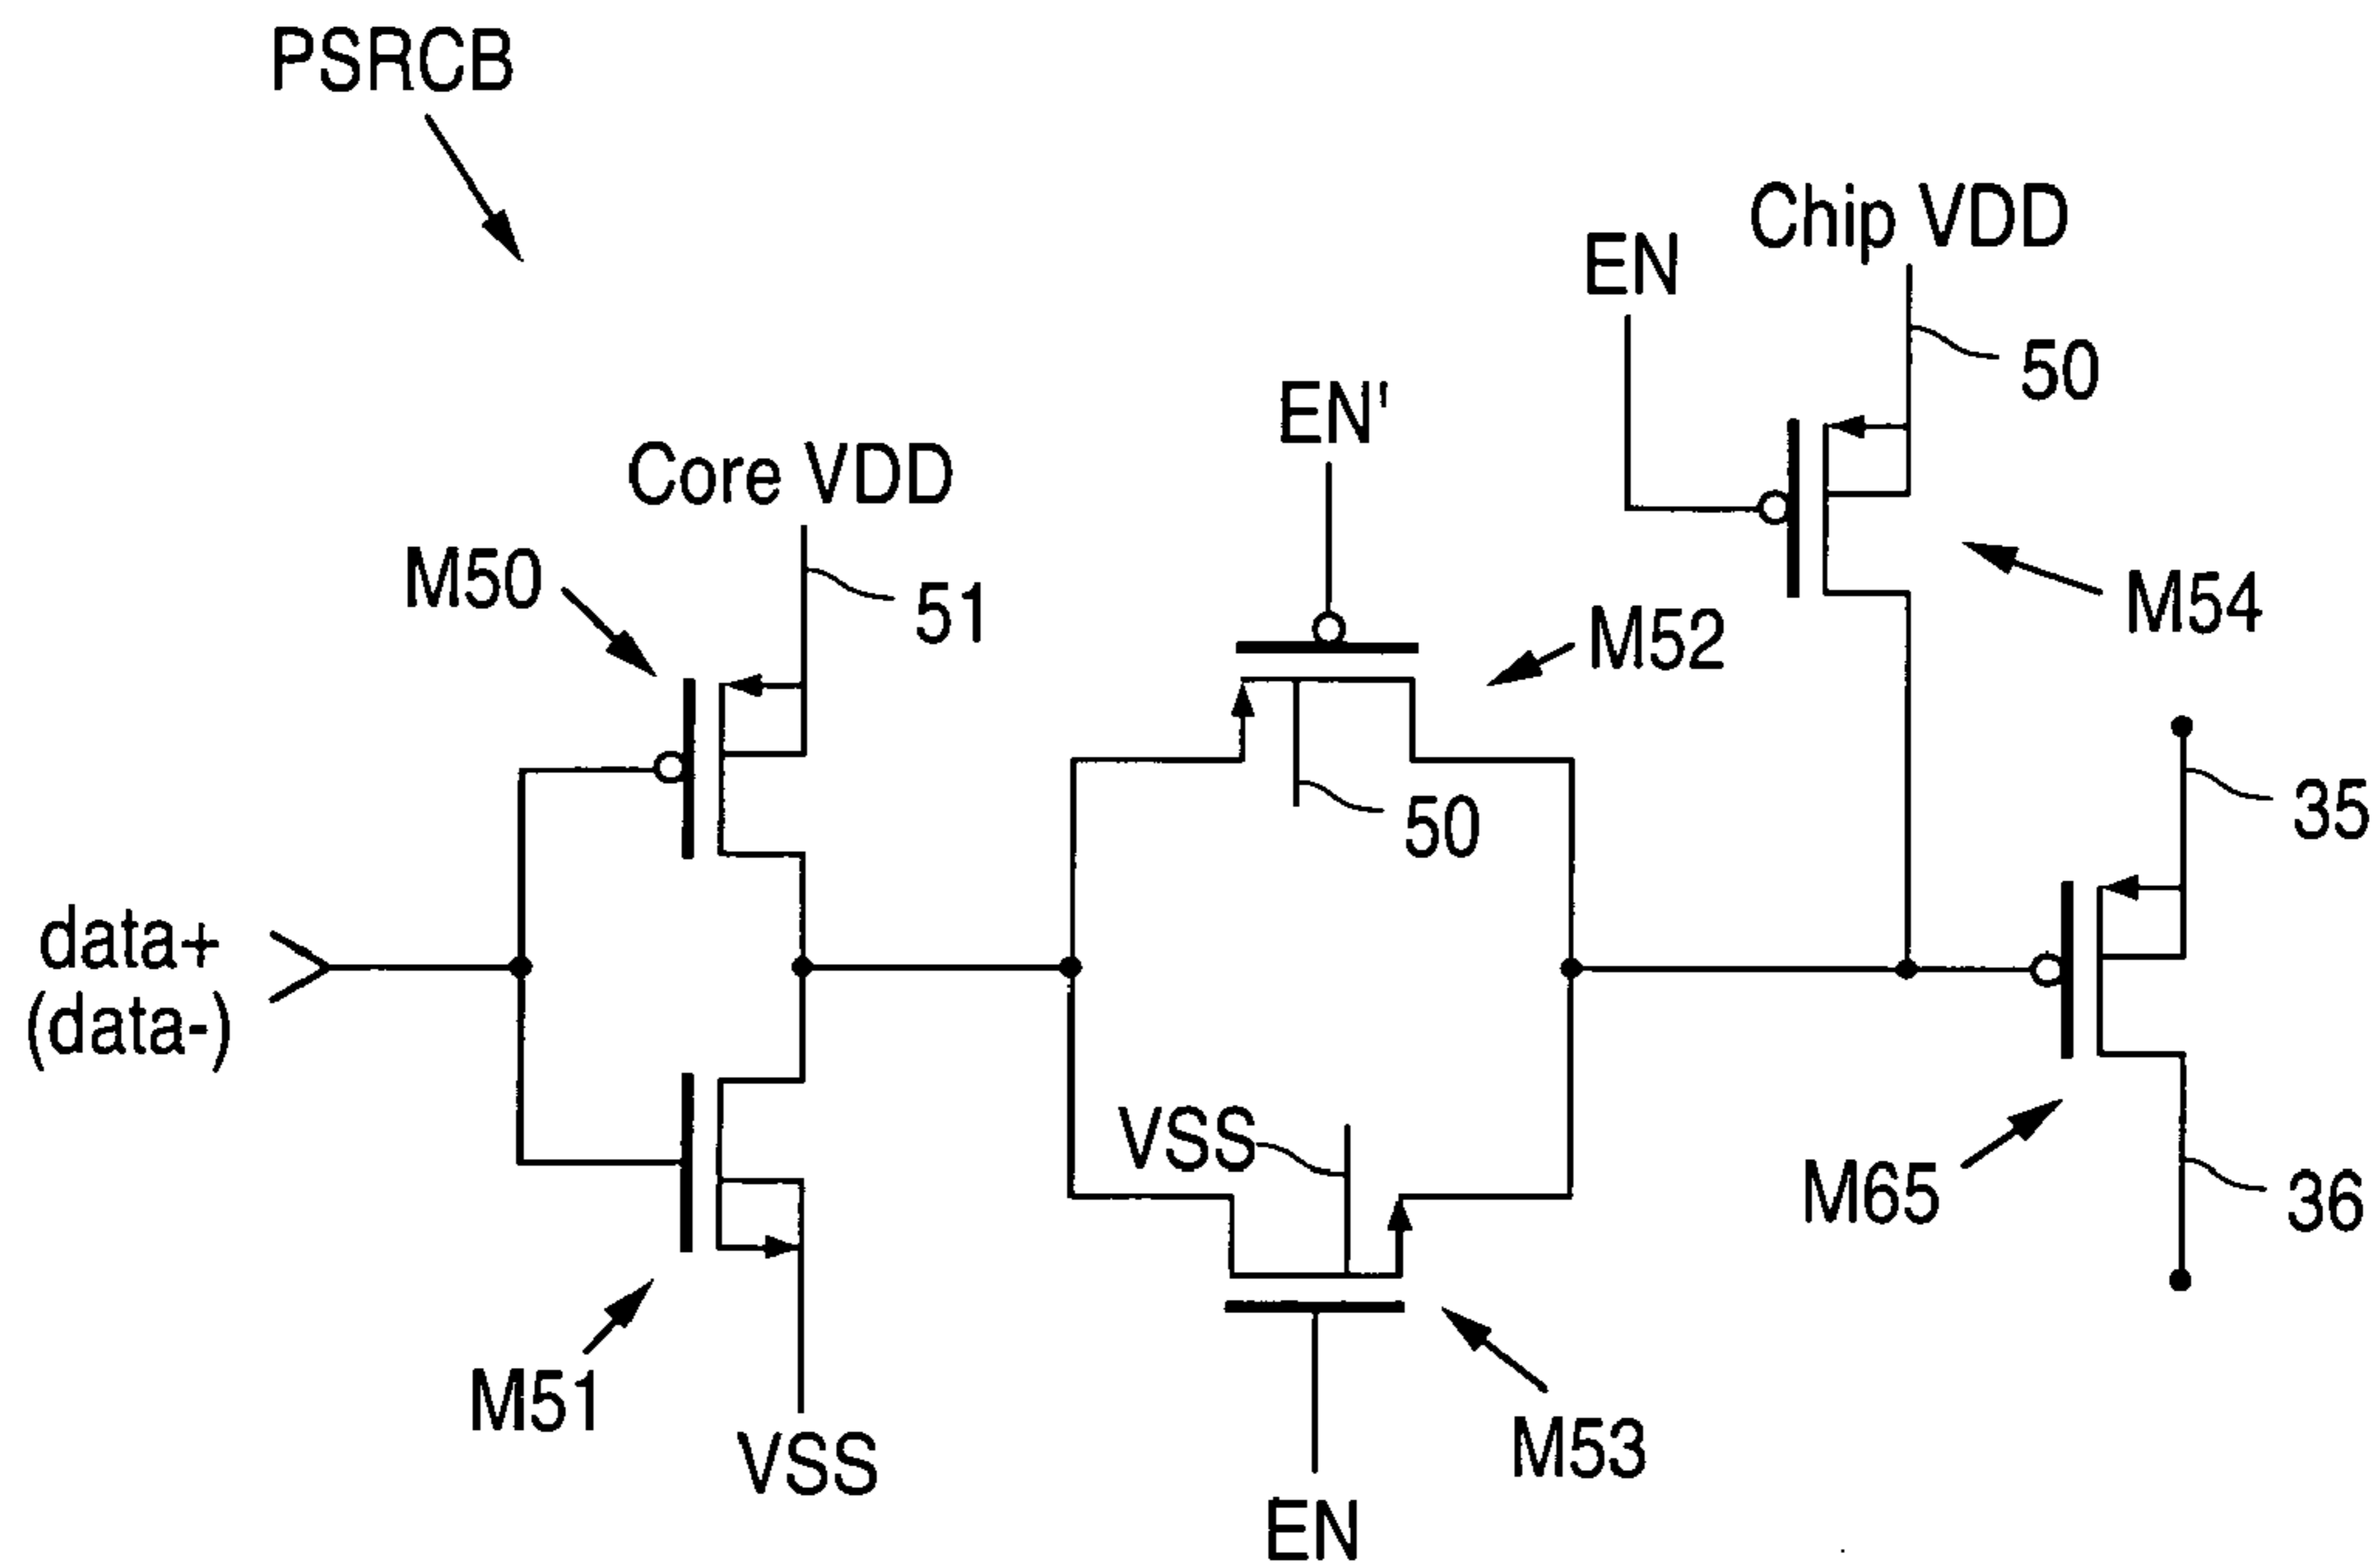 PSRCB
Chip VDD
EN
50
EN'
Core VDD
M50
51
M52
M54
50
35
data+
(data-)
VSS
M65
36
M51
VSS
M53
EN